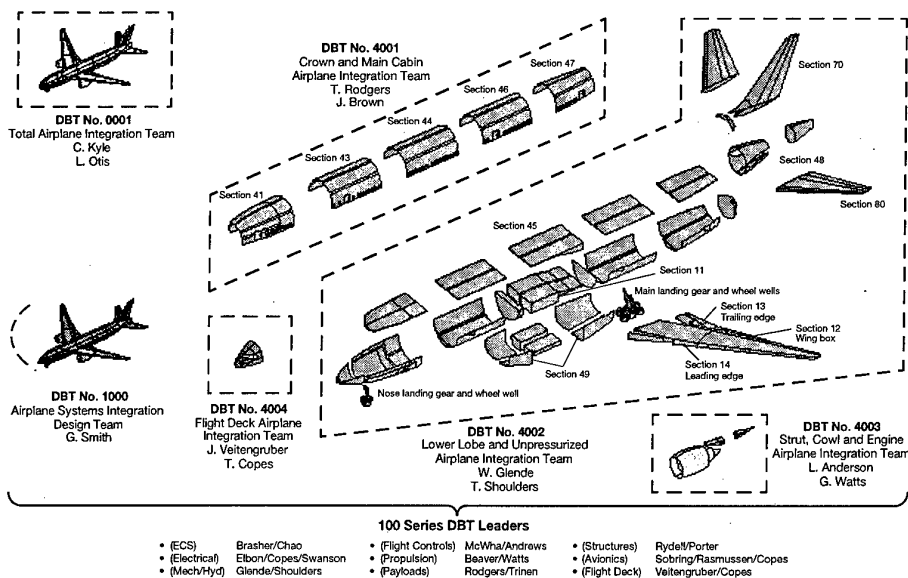 DBT No. 0001
Total Airplane Integration Team
C. Kyle
L. Otis
DBT No. 4001
Crown and Main Cabin
Airplane Integration Team
T. Rodgers
J. Brown
Section 41
Section 43
Section 44
Section 46
Section 47
Section 70
Section 48
Section 80
Section 45
Section 11
Main landing gear and wheel wells
Section 13
Trailing edge
Section 12
Wing box
Section 14
Leading edge
Section 49
Nose landing gear and wheel well
DBT No. 1000
Airplane Systems Integration
Design Team
G. Smith
DBT No. 4004
Flight Deck Airplane
Integration Team
J. Veitengruber
T. Copes
DBT No. 4002
Lower Lobe and Unpressurized
Airplane Integration Team
W. Glende
T. Shoulders
DBT No. 4003
Strut, Cowl and Engine
Airplane Integration Team
L. Anderson
G. Watts
100 Series DBT Leaders
• (ECS) Brasher/Chao
• (Electrical) Elbon/Copes/Swanson
• (Mech/Hyd) Glende/Shoulders
• (Flight Controls) McWha/Andrews
• (Propulsion) Beaver/Watts
• (Payloads) Rodgers/Trinen
• (Structures) Rydell/Porter
• (Avionics) Sobring/Rasmussen/Copes
• (Flight Deck) Veitengruber/Copes